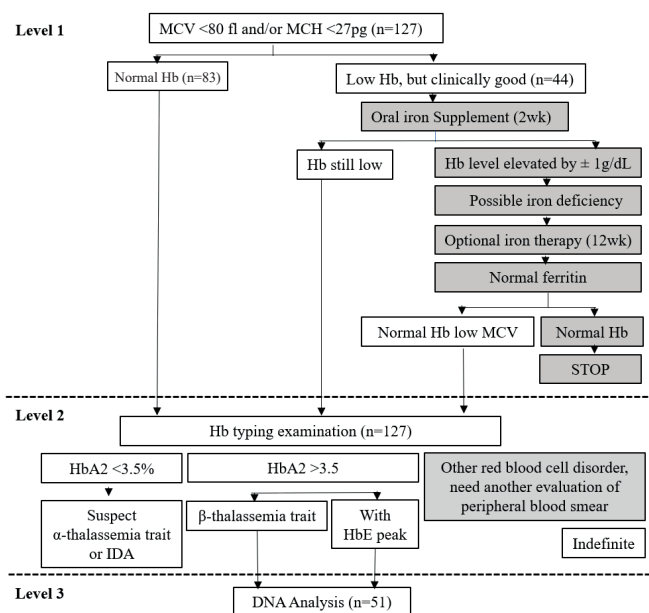 Level 1
MCV <80 fl and/or MCH <27pg (n=127)
Normal Hb (n=83)
Low Hb, but clinically good (n=44)
Oral iron Supplement (2wk)
Hb still low
Hb level elevated by ± 1g/dL
Possible iron deficiency
Optional iron therapy (12wk)
Normal ferritin
Normal Hb low MCV
Normal Hb
STOP
Level 2
Hb typing examination (n=127)
HbA2 <3.5%
HbA2 >3.5
Other red blood cell disorder,
need another evaluation of
peripheral blood smear
Suspect
α-thalassemia trait
or IDA
β-thalassemia trait
With
HbE peak
Indefinite
Level 3
DNA Analysis (n=51)